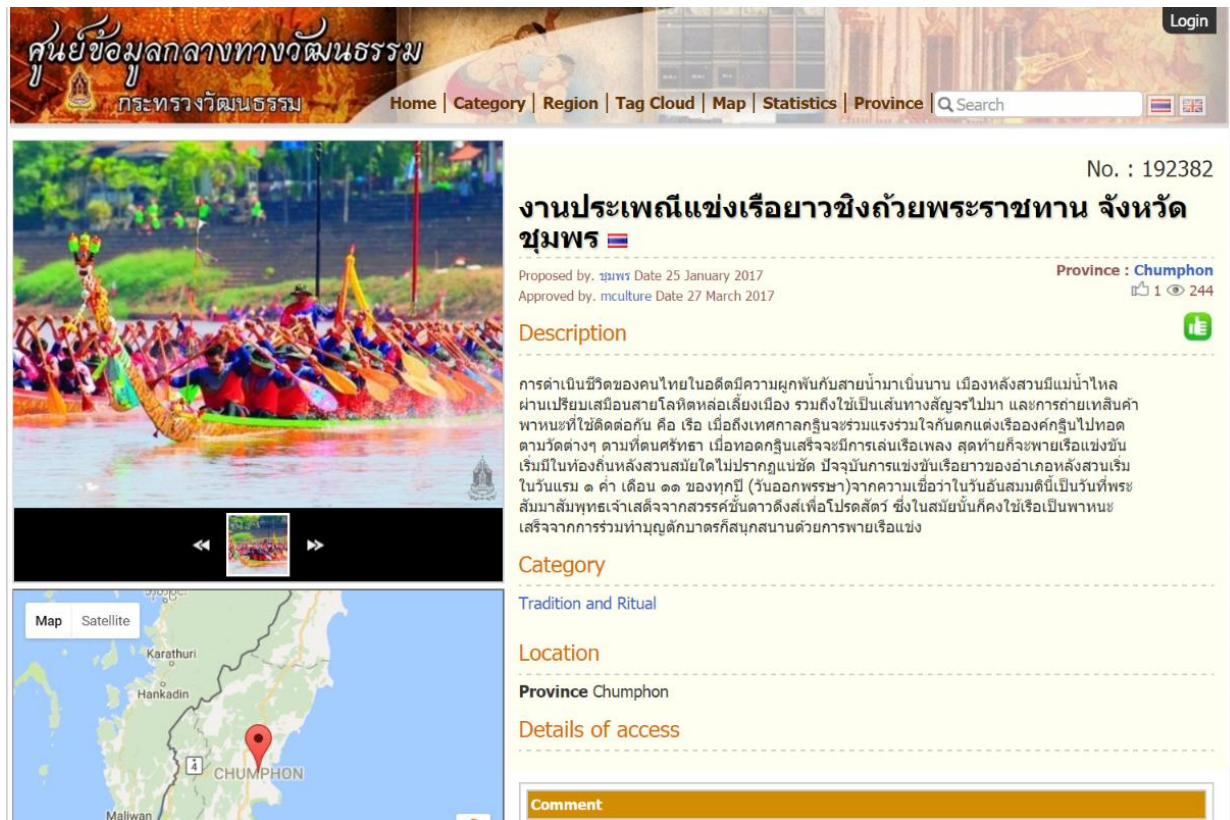 Login
ศูนย์ข้อมูลกลางทางวัฒนธรรม
กระทรวงวัฒนธรรม
Home | Category | Region | Tag Cloud | Map | Statistics | Province | Search
No. : 192382
งานประเพณีแข่งเรือยาวชิงถ้วยพระราชทาน จังหวัด
ชุมพร
Proposed by. ชุมพร Date 25 January 2017
Province : Chumphon
Approved by. mculture Date 27 March 2017
1 244
Description
การดำเนินชีวิตของคนไทยในอดีตมีความผูกพันกับสายน้ำมาเนิ่นนาน เมืองหลังสวนมีแม่น้ำไหล
ผ่านเปรียบเสมือนสายโลหิตหล่อเลี้ยงเมือง รวมถึงใช้เป็นเส้นทางสัญจรไปมา และการถ่ายเทสินค้า
พาหนะที่ใช้ติดต่อกัน คือ เรือ เมื่อถึงเทศกาลกฐินจะร่วมแรงร่วมใจกันตกแต่งเรือองค์กฐินไปทอด
ตามวัดต่างๆ ตามที่ตนศรัทธา เมื่อทอดกฐินเสร็จจะมีการเล่นเรือเพลง สุดท้ายก็จะพายเรือแข่งขัน
เริ่มมีในท้องถิ่นหลังสวนสมัยใดไม่ปรากฏแน่ชัด ปัจจุบันการแข่งขันเรือยาวของอำเภอหลังสวนเริ่ม
ในวันแรม ๑ ค่ำ เดือน ๑๑ ของทุกปี (วันออกพรรษา)จากความเชื่อว่าในวันอันสมมตินี้เป็นวันที่พระ
สัมมาสัมพุทธเจ้าเสด็จจากสวรรค์ชั้นดาวดึงส์เพื่อโปรดสัตว์ ซึ่งในสมัยนั้นก็คงใช้เรือเป็นพาหนะ
เสร็จจากการร่วมทำบุญตักบาตรก็สนุกสนานด้วยการพายเรือแข่ง
Category
Tradition and Ritual
Location
Province Chumphon
Details of access
Comment
Map Satellite
Karathuri
Hankadin
4
CHUMPHON
Maliwan